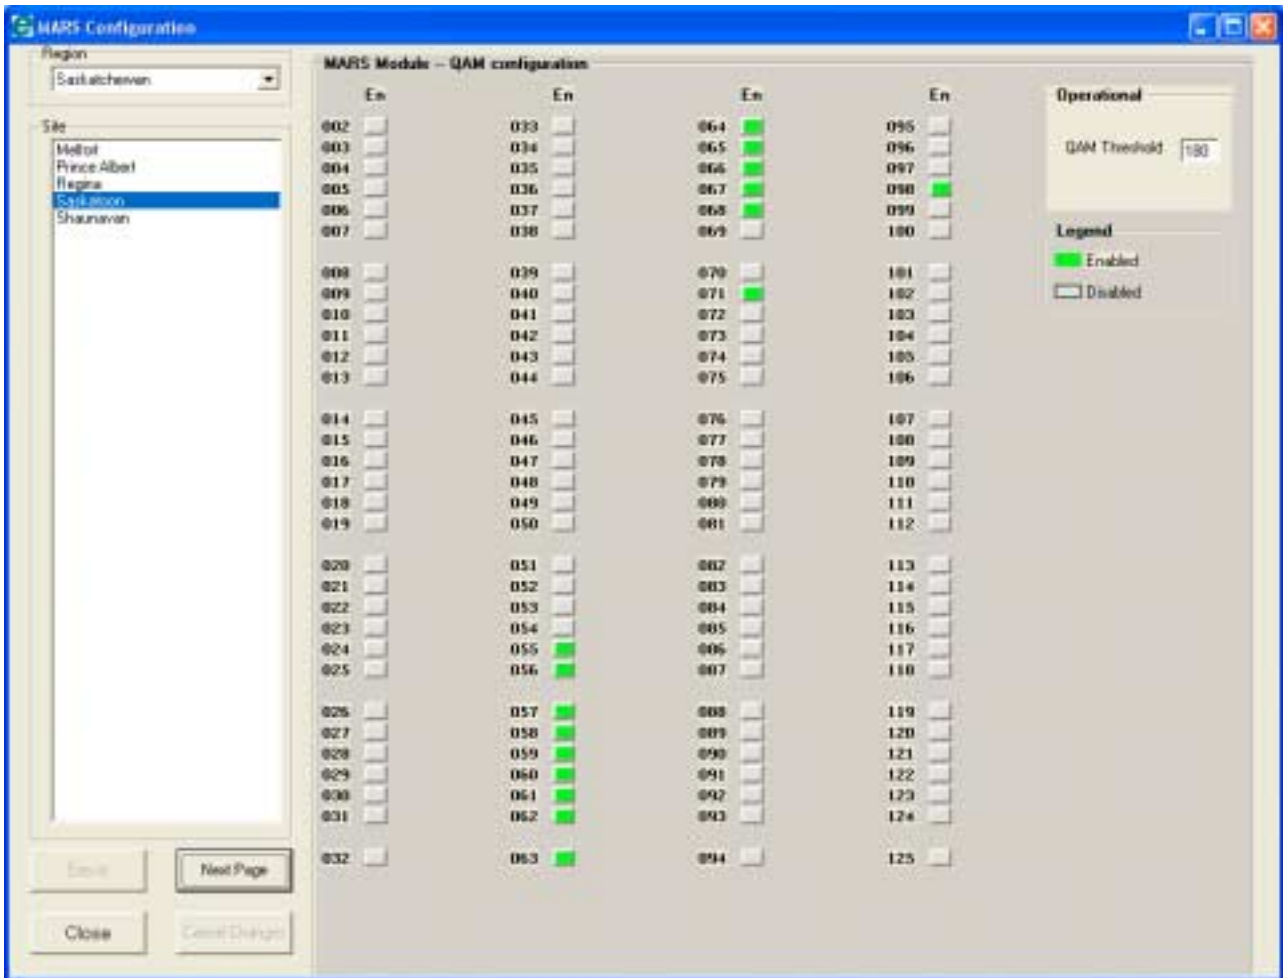 MARS Configuration
Region
Saskatchewan
Site
Melfort
Prince Albert
Regina
Saskatoon
Shaunavan
Next Page
Close
Cancel Changes
MARS Module -- QAM configuration
En En En En
002 033 064 095
003 034 065 096
004 035 066 097
005 036 067 098
006 037 068 099
007 038 069 100
008 039 070 101
009 040 071 102
010 041 072 103
011 042 073 104
012 043 074 105
013 044 075 106
014 045 076 107
015 046 077 108
016 047 078 109
017 048 079 110
018 049 080 111
019 050 081 112
020 051 082 113
021 052 083 114
022 053 084 115
023 054 085 116
024 055 086 117
025 056 087 118
026 057 088 119
027 058 089 120
028 059 090 121
029 060 091 122
030 061 092 123
031 062 093 124
032 063 094 125
Operational
QAM Threshold 180
Legend
Enabled
Disabled